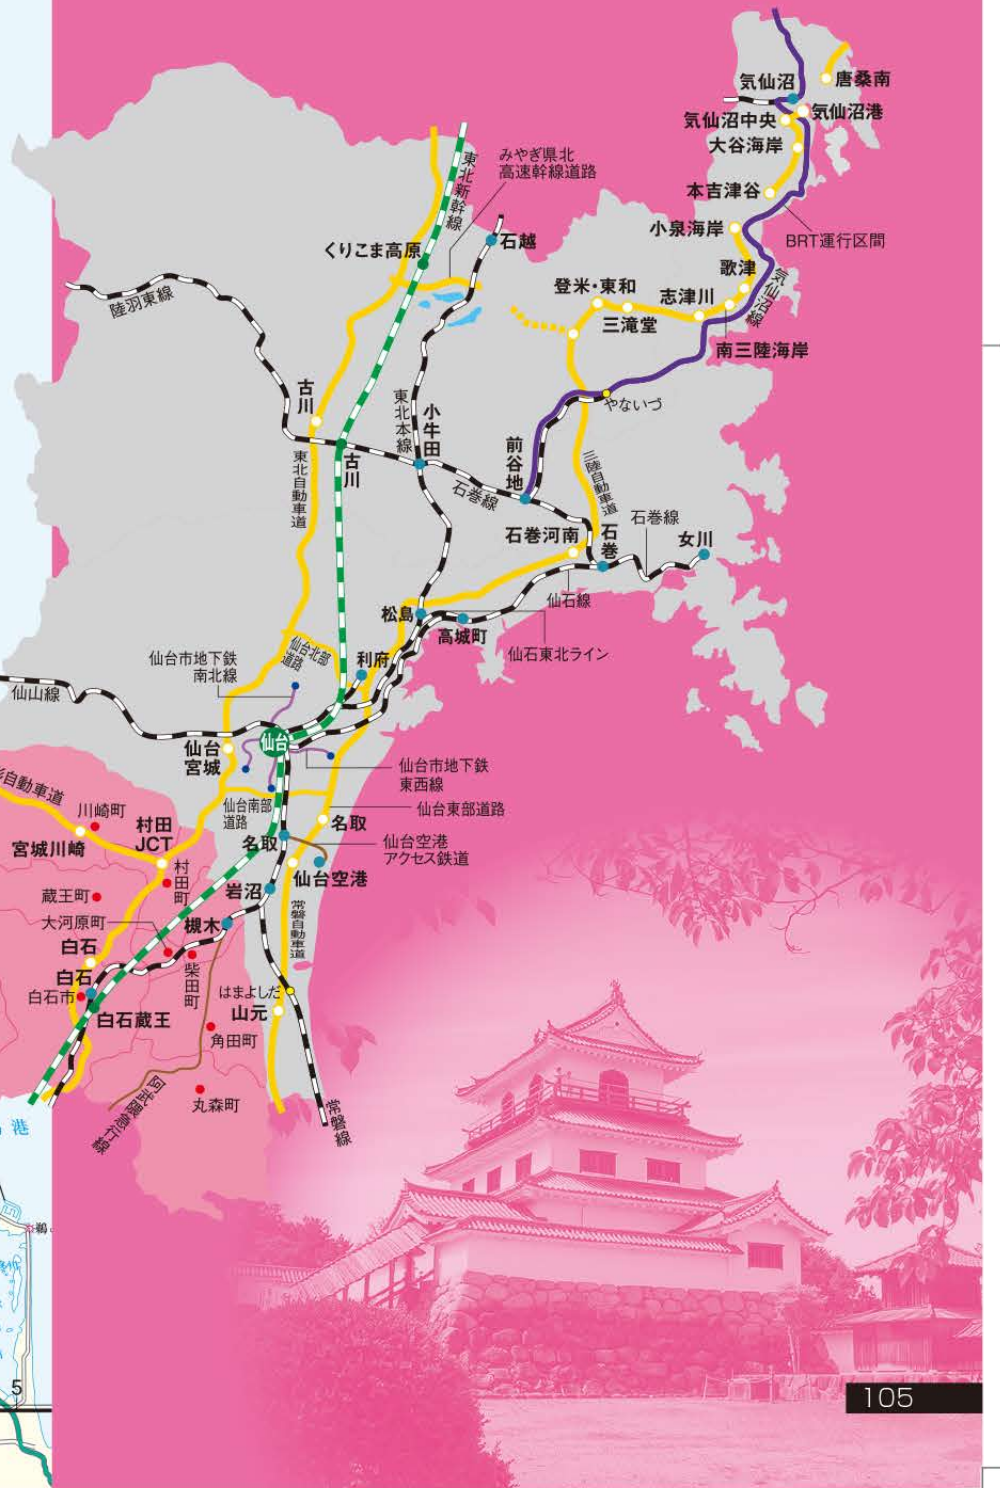 気仙沼
唐桑南
気仙沼港
気仙沼中央
大谷海岸
みやぎ県北
高速幹線道路
東北新幹線
本吉津谷
小泉海岸
BRT運行区間
石越
くりこま高原
歌津
気仙沼線
登米・東和
志津川
陸羽東線
三滝堂
南三陸海岸
古川
東北本線
小牛田
やないづ
前谷地
古川
東北自動車道
三陸自動車道
石巻線
石巻河南
石巻
石巻線
女川
仙石線
松島
高城町
仙台北部
道路
利府
仙石東北ライン
仙台市地下鉄
南北線
仙山線
仙台
仙台
宮城
仙台市地下鉄
東西線
自動車道
仙台南部
道路
仙台東部道路
川崎町
村田
JCT
名取
名取
仙台空港
アクセス鉄道
宮城川崎
村田町
仙台空港
蔵王町
岩沼
大河原町
槻木
常磐自動車道
白石
白石
柴田町
はまよしだ
白石市
山元
白石蔵王
角田町
阿武隈急行線
丸森町
常磐線
港
鵜
5
105